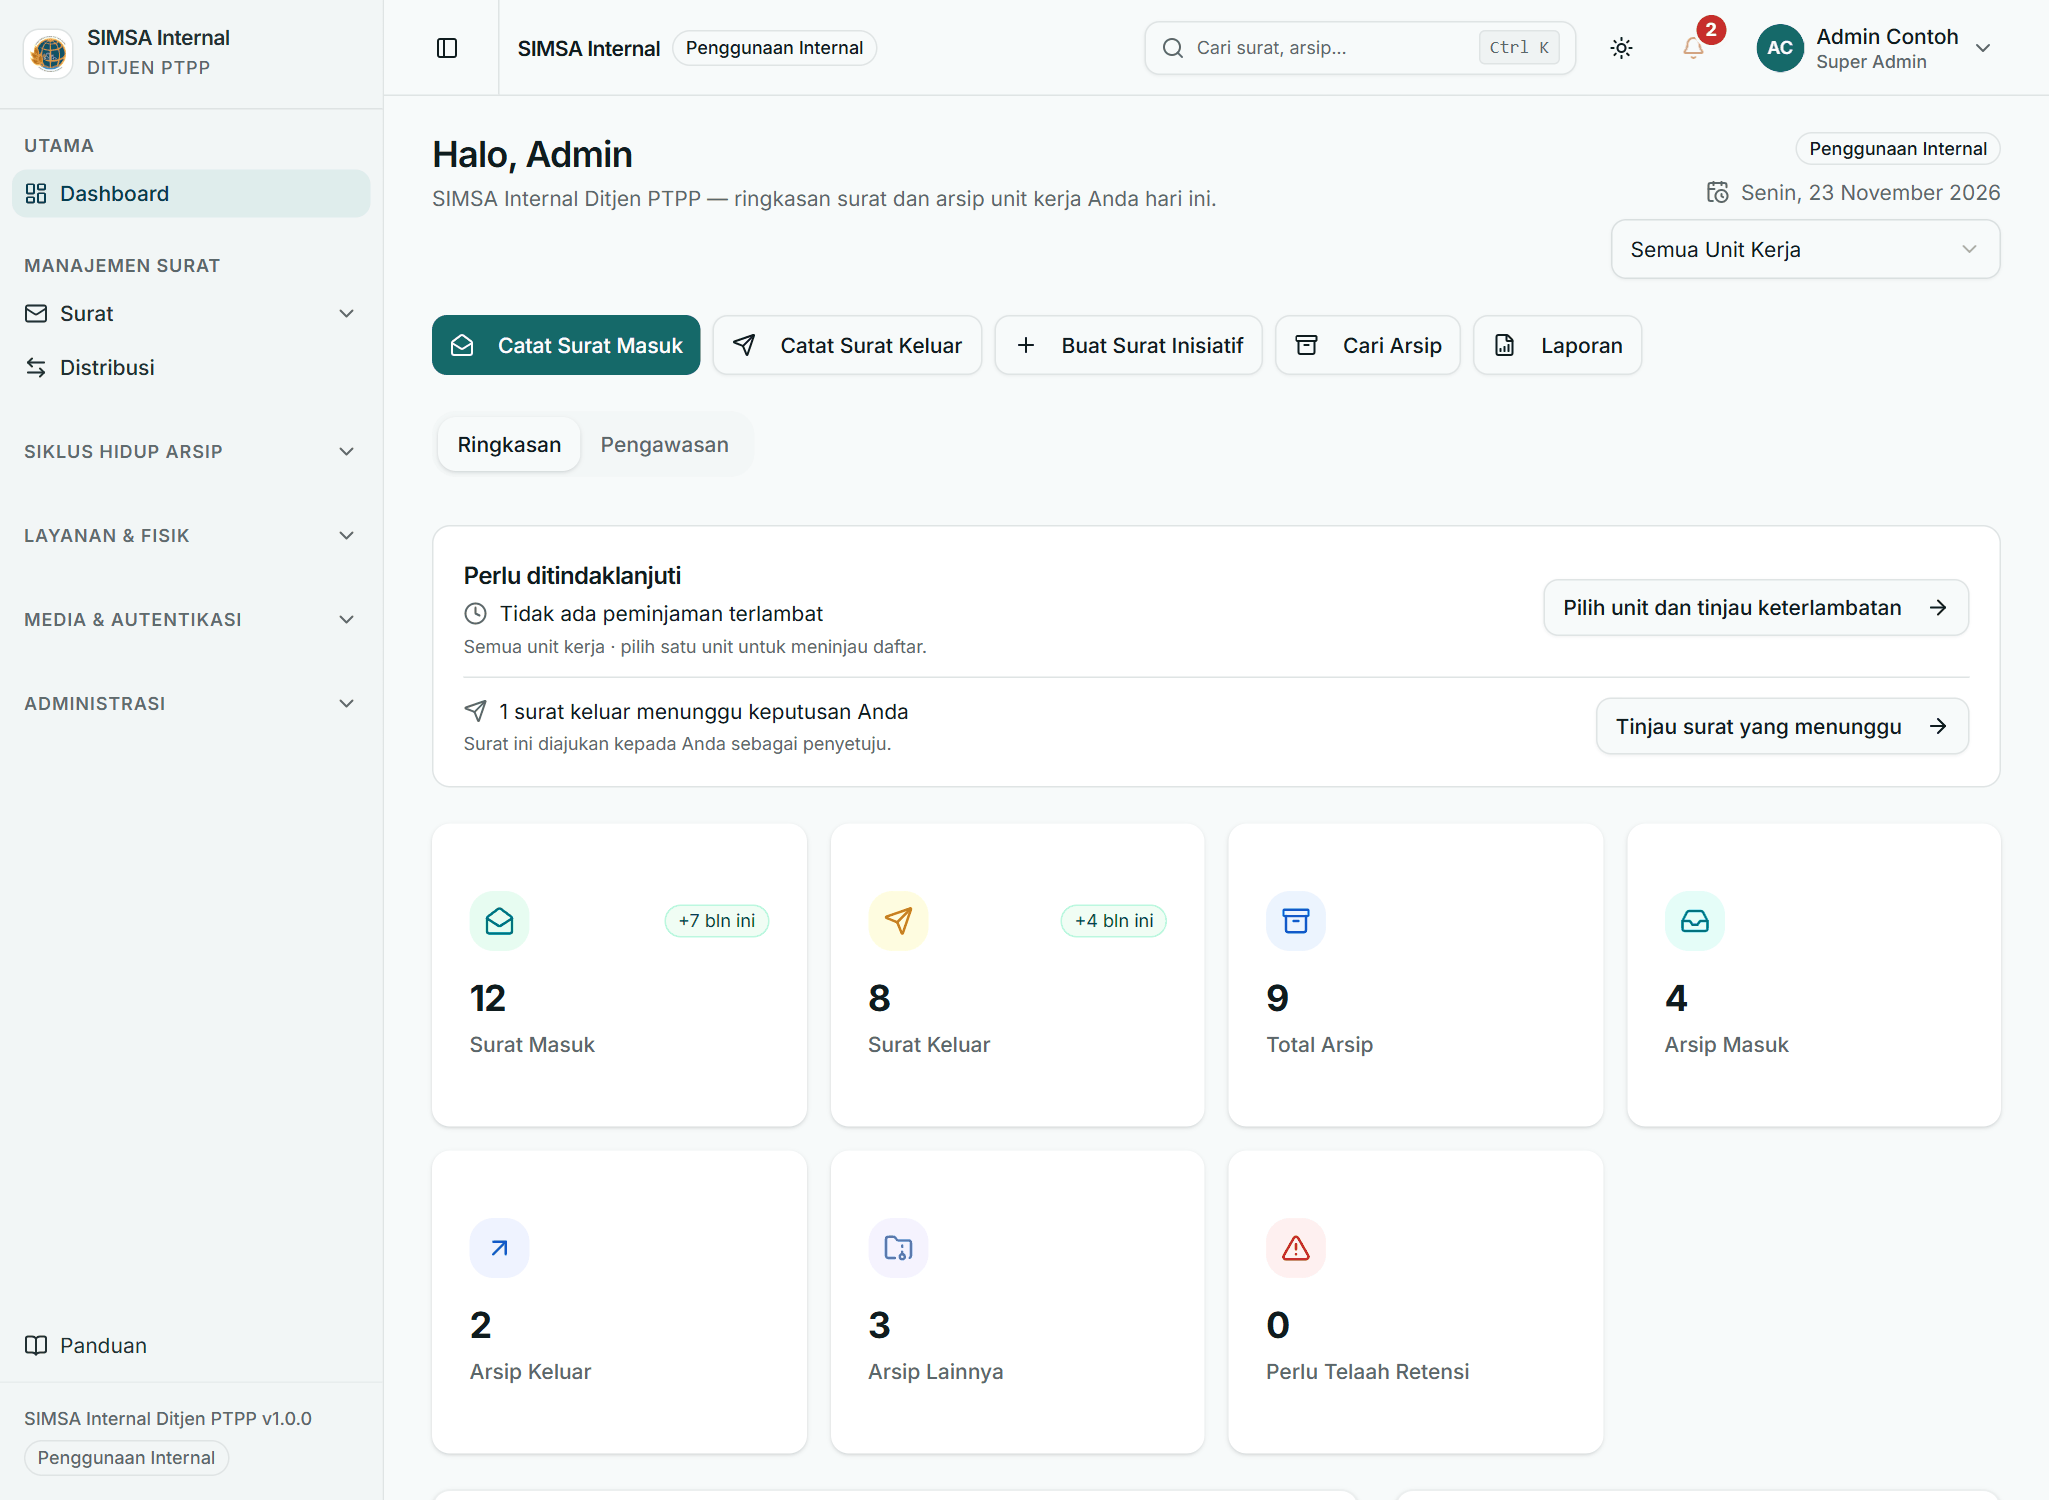 SIMSA Internal
DITJEN PTPP
UTAMA
Dashboard
MANAJEMEN SURAT
Surat
Distribusi
SIKLUS HIDUP ARSIP
LAYANAN & FISIK
MEDIA & AUTENTIKASI
ADMINISTRASI
Panduan
SIMSA Internal Ditjen PTPP v1.0.0
Penggunaan Internal
SIMSA Internal
Penggunaan Internal
Cari surat, arsip...
Ctrl K
2
AC
Admin Contoh
Super Admin
Halo, Admin
SIMSA Internal Ditjen PTPP — ringkasan surat dan arsip unit kerja Anda hari ini.
Penggunaan Internal
Senin, 23 November 2026
Semua Unit Kerja
Catat Surat Masuk
Catat Surat Keluar
Buat Surat Inisiatif
Cari Arsip
Laporan
Ringkasan
Pengawasan
Perlu ditindaklanjuti
Tidak ada peminjaman terlambat
Semua unit kerja · pilih satu unit untuk meninjau daftar.
Pilih unit dan tinjau keterlambatan
1 surat keluar menunggu keputusan Anda
Surat ini diajukan kepada Anda sebagai penyetuju.
Tinjau surat yang menunggu
+7 bln ini
12
Surat Masuk
+4 bln ini
8
Surat Keluar
9
Total Arsip
4
Arsip Masuk
2
Arsip Keluar
3
Arsip Lainnya
0
Perlu Telaah Retensi